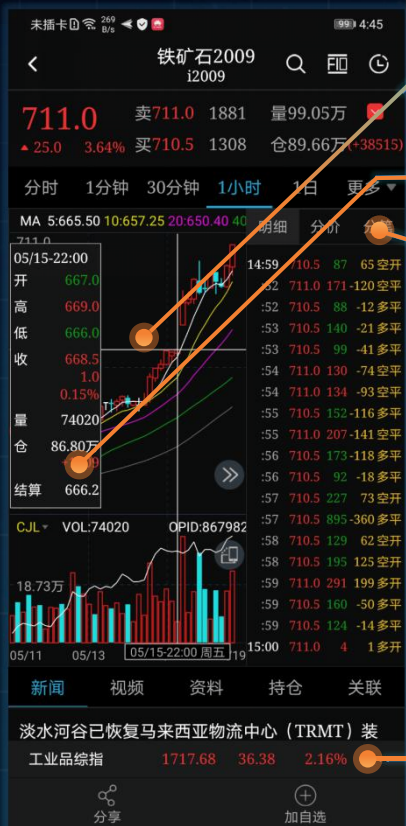 未插卡 269 B/s 99 4:45
铁矿石2009
i2009
711.0 卖711.0 1881 量99.05万
▲ 25.0 3.64% 买710.5 1308 仓89.66万(+38515)
分时 1分钟 30分钟 1小时 1日 更多▼
MA 5:665.50 10:657.25 20:650.40 40
明细 分价
711.0
05/15-22:00
开 667.0
高 669.0
低 666.0
收 668.5
1.0
0.15%
量 74020
仓 86.80万
结算 666.2
14:59 710.5 87 65 空开
:52 711.0 171 -120 空平
:52 710.5 88 -12 多平
:53 710.5 140 -21 多平
:53 710.5 99 -41 多平
:54 711.0 130 -74 空平
:54 711.0 134 -93 空平
:55 710.5 152 -116 多平
:55 711.0 207 -141 空平
:56 710.5 173 -118 多平
:56 710.5 92 -18 多平
:57 710.5 227 73 空开
:57 710.5 895 -360 多平
:58 710.5 129 62 空开
:58 710.5 195 125 空开
:59 711.0 291 199 多开
:59 710.5 160 -50 多平
:59 710.5 124 -14 多平
15:00 711.0 4 1 多开
CJL VOL:74020 OPID:867982
18.73万
05/11 05/13 05/15-22:00 周五 /19
新闻 视频 资料 持仓 关联
淡水河谷已恢复马来西亚物流中心（TRMT）装
工业品综指 1717.68 36.38 2.16%
分享 加自选